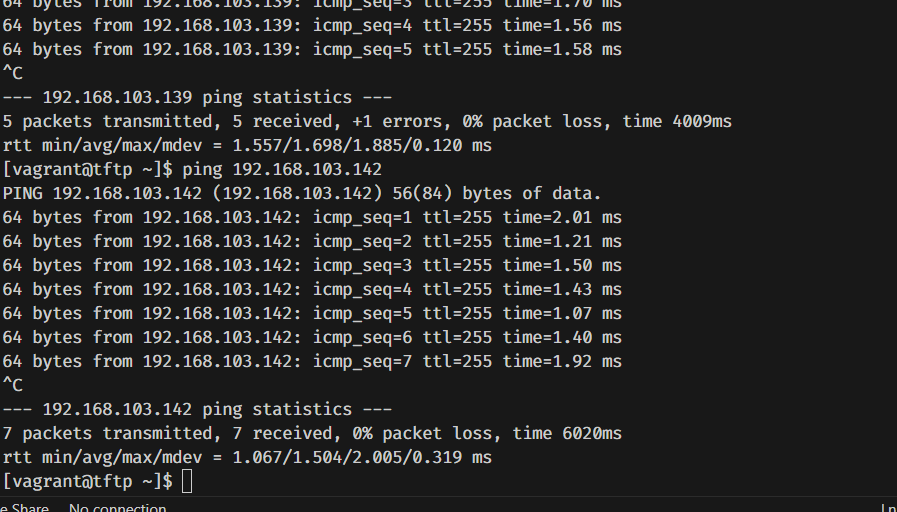 64 bytes from 192.168.103.139: icmp_seq=3 ttl=255 time=1.70 ms
64 bytes from 192.168.103.139: icmp_seq=4 ttl=255 time=1.56 ms
64 bytes from 192.168.103.139: icmp_seq=5 ttl=255 time=1.58 ms
^C
--- 192.168.103.139 ping statistics ---
5 packets transmitted, 5 received, +1 errors, 0% packet loss, time 4009ms
rtt min/avg/max/mdev = 1.557/1.698/1.885/0.120 ms
[vagrant@tftp ~]$ ping 192.168.103.142
PING 192.168.103.142 (192.168.103.142) 56(84) bytes of data.
64 bytes from 192.168.103.142: icmp_seq=1 ttl=255 time=2.01 ms
64 bytes from 192.168.103.142: icmp_seq=2 ttl=255 time=1.21 ms
64 bytes from 192.168.103.142: icmp_seq=3 ttl=255 time=1.50 ms
64 bytes from 192.168.103.142: icmp_seq=4 ttl=255 time=1.43 ms
64 bytes from 192.168.103.142: icmp_seq=5 ttl=255 time=1.07 ms
64 bytes from 192.168.103.142: icmp_seq=6 ttl=255 time=1.40 ms
64 bytes from 192.168.103.142: icmp_seq=7 ttl=255 time=1.92 ms
^C
--- 192.168.103.142 ping statistics ---
7 packets transmitted, 7 received, 0% packet loss, time 6020ms
rtt min/avg/max/mdev = 1.067/1.504/2.005/0.319 ms
[vagrant@tftp ~]$
e Share No connection Ln